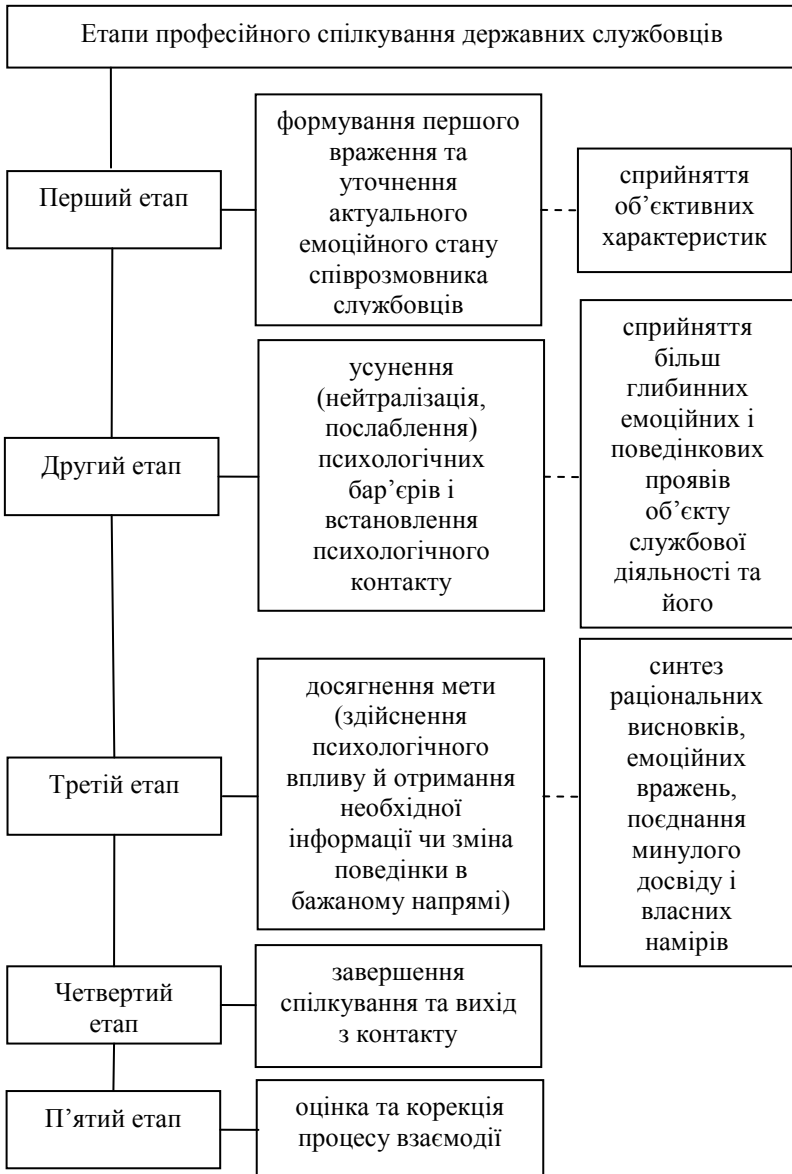 Етапи професійного спілкування державних службовців
Перший етап
формування першого
враження та
уточнення
актуального
емоційного стану
співрозмовника
службовців
сприйняття
об’єктивних
характеристик
Другий етап
усунення
(нейтралізація,
послаблення)
психологічних
бар’єрів і
встановлення
психологічного
контакту
сприйняття
більш
глибинних
емоційних і
поведінкових
проявів
об’єкту
службової
діяльності та
його
Третій етап
досягнення мети
(здійснення
психологічного
впливу й отримання
необхідної
інформації чи зміна
поведінки в
бажаному напрямі)
синтез
раціональних
висновків,
емоційних
вражень,
поєднання
минулого
досвіду і
власних
намірів
Четвертий
етап
завершення
спілкування та вихід
з контакту
П’ятий етап
оцінка та корекція
процесу взаємодії